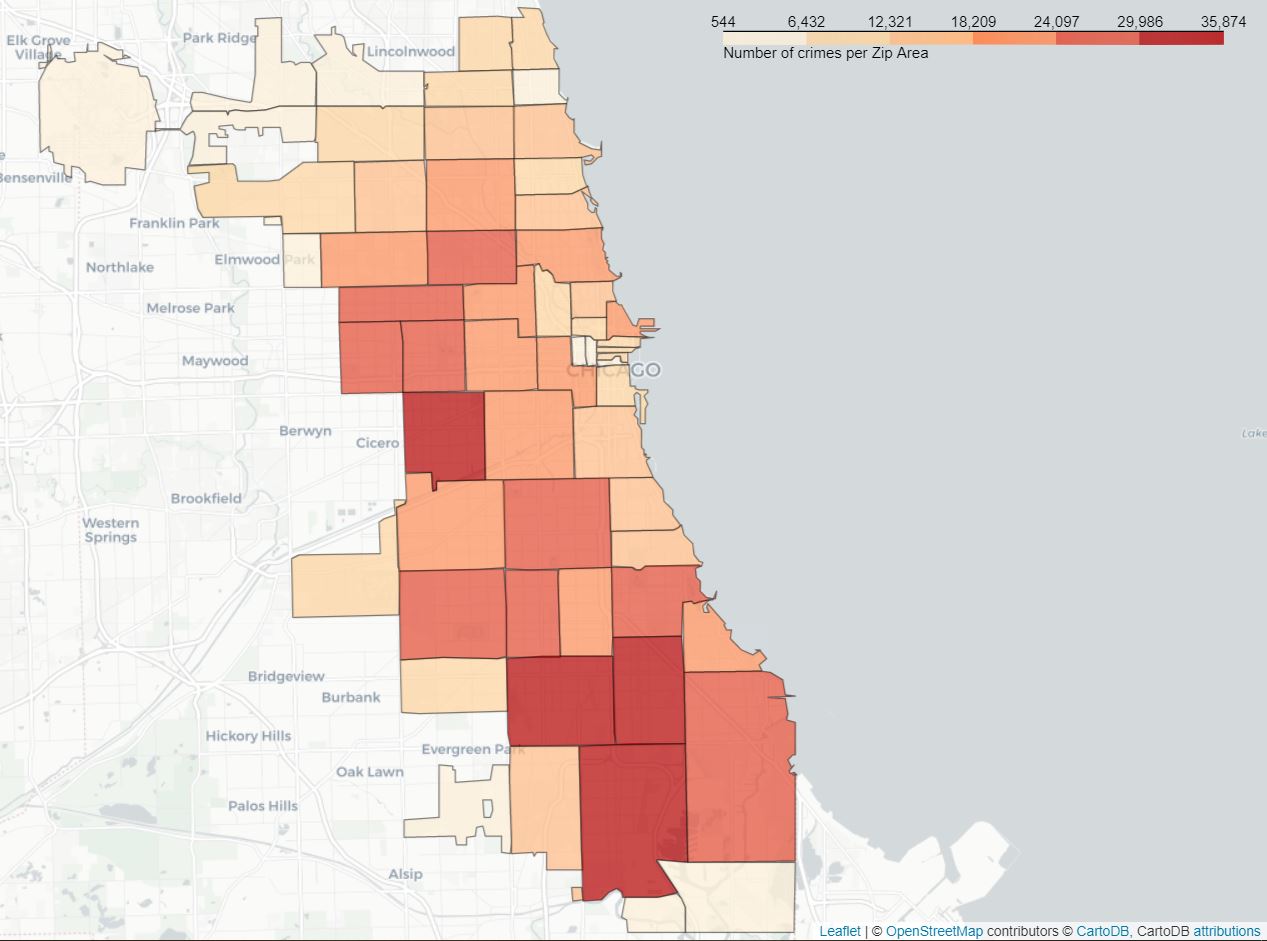 544 6,432 12,321 18,209 24,097 29,986 35,874
Number of crimes per Zip Area
Elk Grove
Village
Park Ridge
Lincolnwood
Bensenville
Franklin Park
Elmwood Park
Northlake
Melrose Park
Maywood
CHICAGO
Berwyn
Cicero
Lake
Brookfield
Western
Springs
Bridgeview
Burbank
Hickory Hills
Evergreen Park
Oak Lawn
Palos Hills
Alsip
Leaflet | © OpenStreetMap contributors © CartoDB, CartoDB attributions